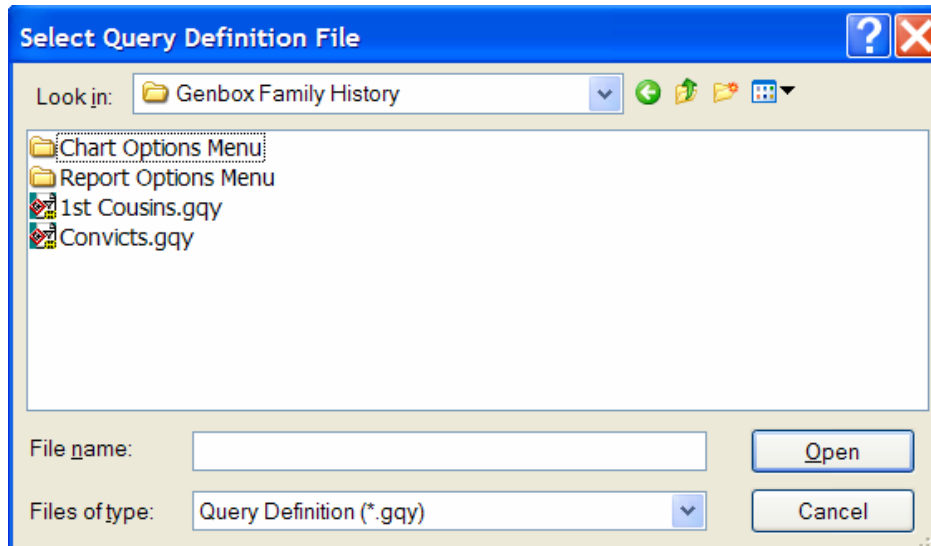 Select Query Definition File
?
Look in: Genbox Family History
Chart Options Menu
Report Options Menu
1st Cousins.gqy
Convicts.gqy
File name: Open
Files of type: Query Definition (*.gqy) Cancel